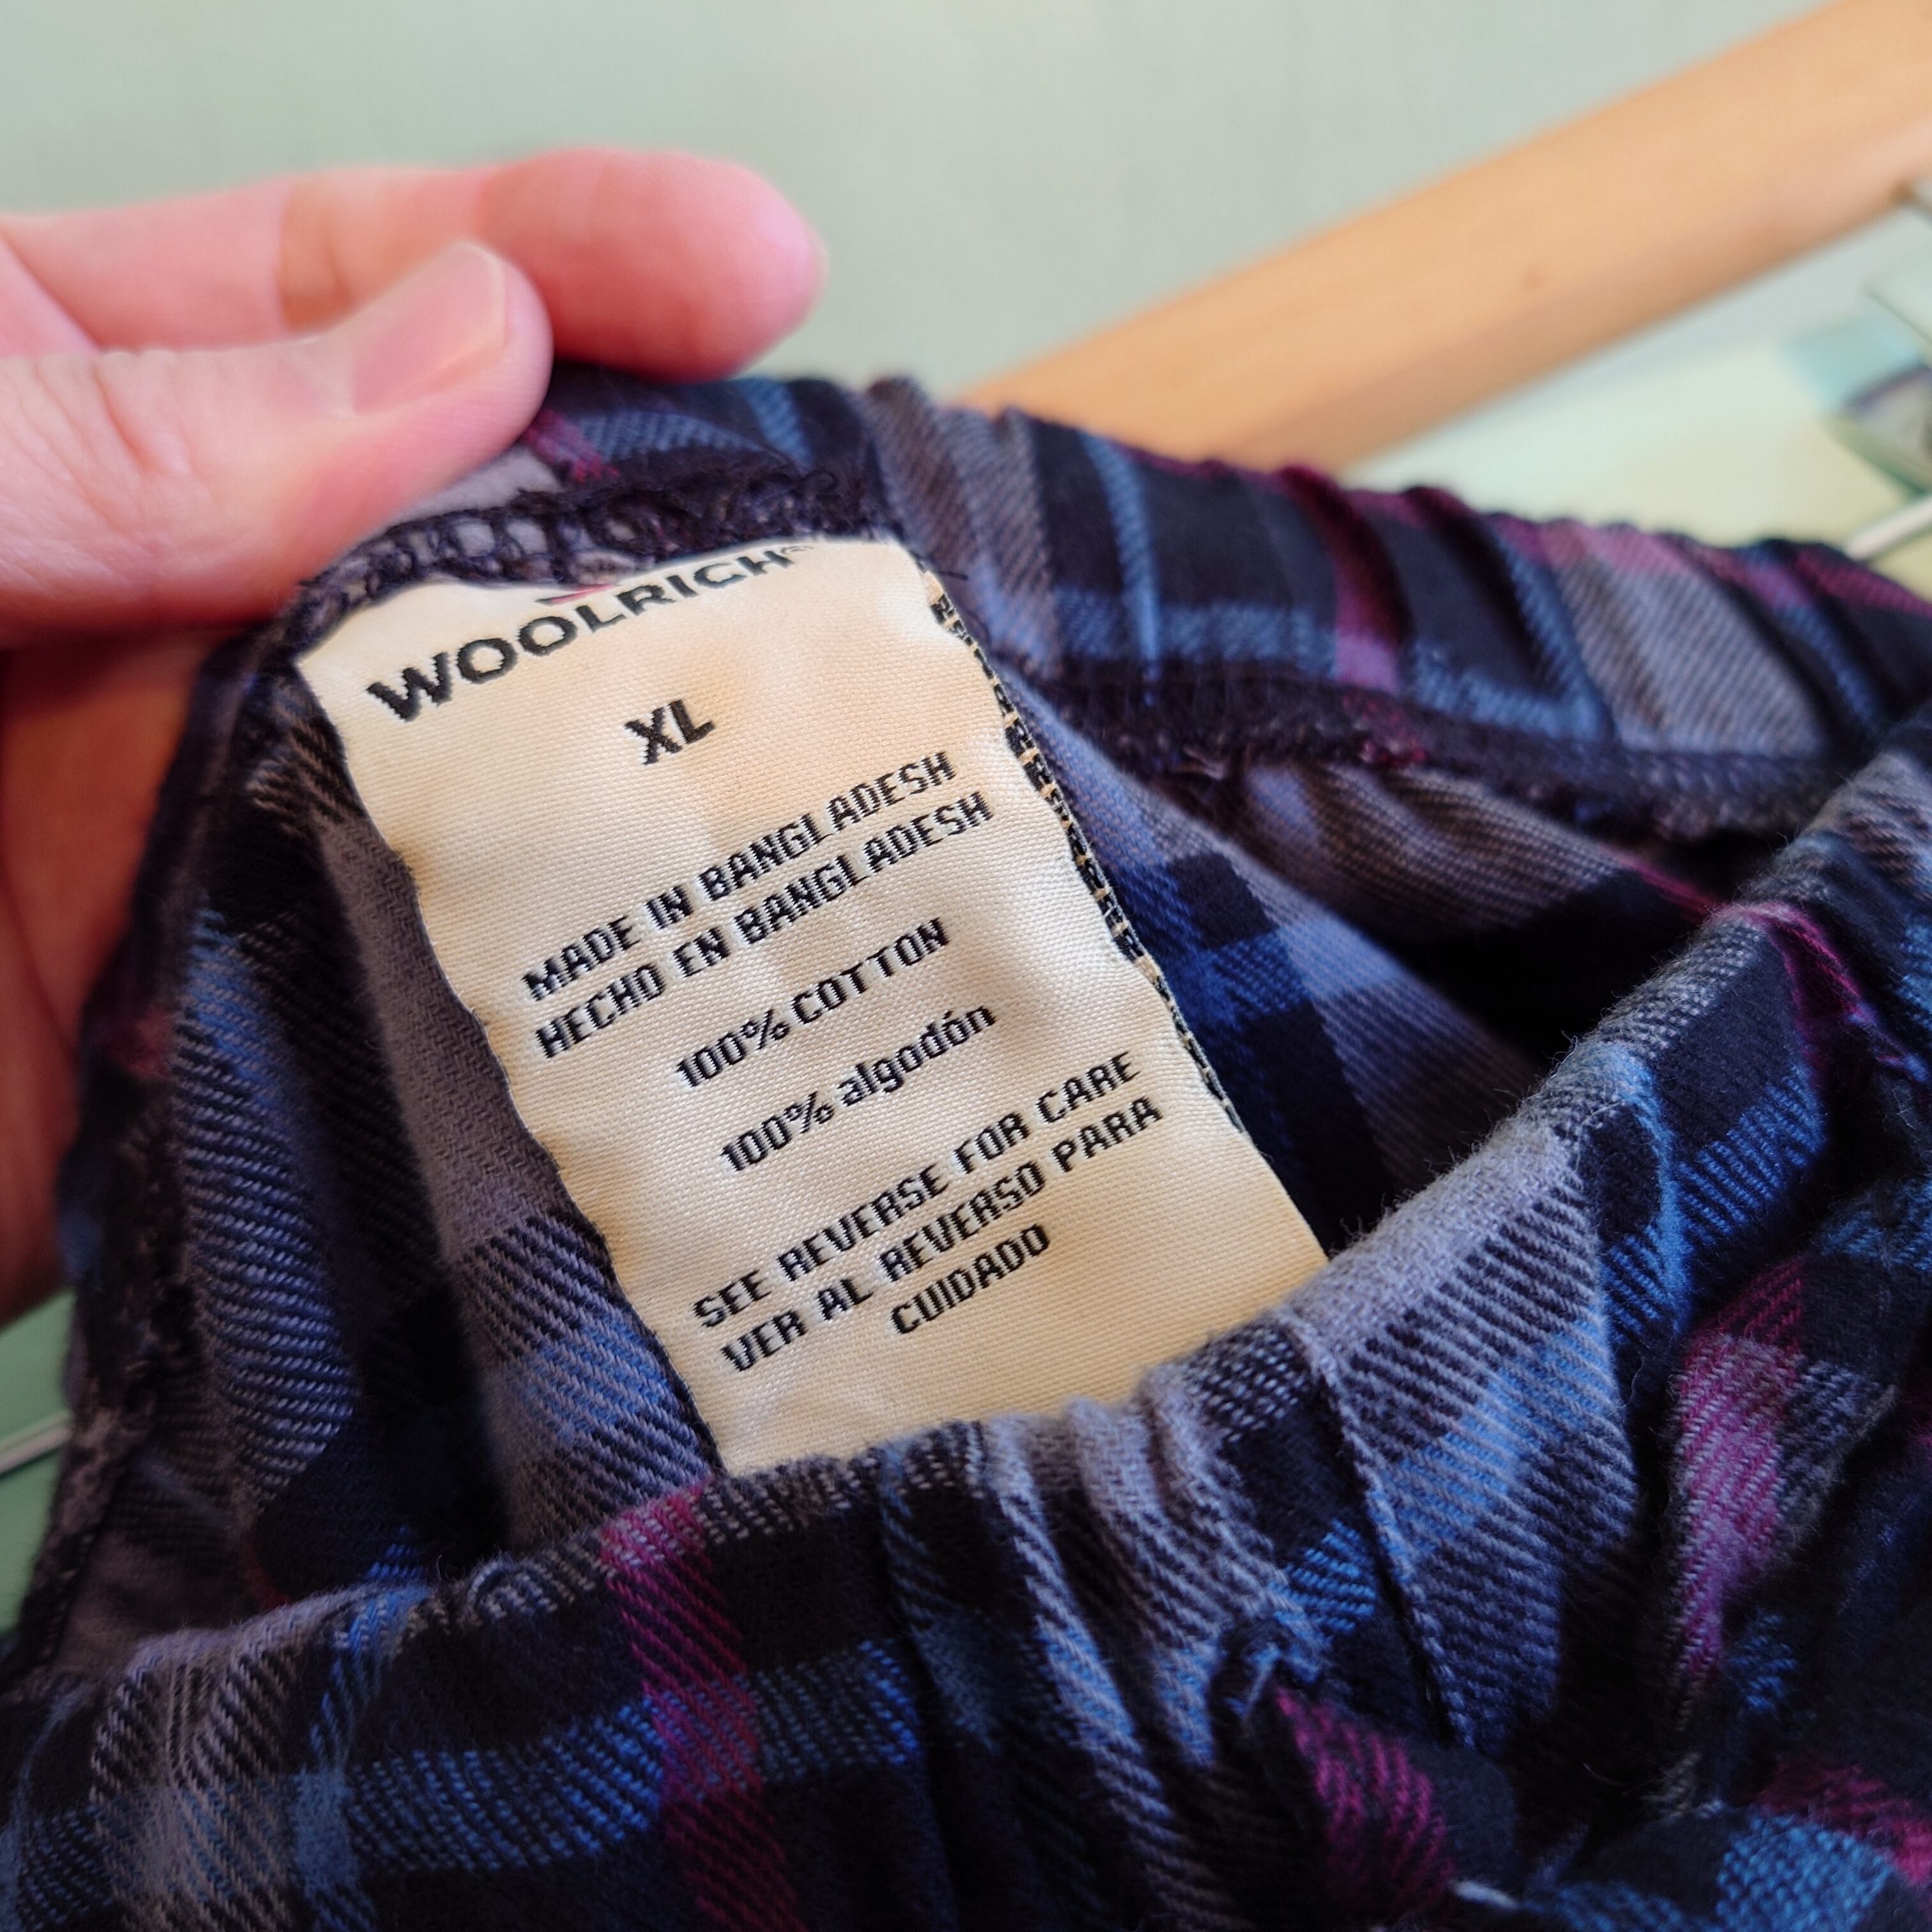 WOOLRICH®
XL
MADE IN BANGLADESH
HECHO EN BANGLADESH
100% COTTON
100% algodón
SEE REVERSE FOR CARE
VER AL REVERSO PARA
CUIDADO